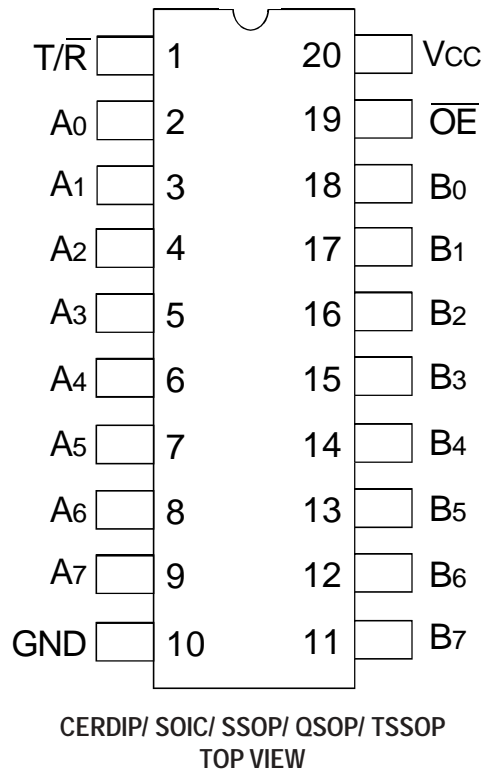 T/R̅ 1 20 Vcc
A0 2 19 O̅E̅
A1 3 18 B0
A2 4 17 B1
A3 5 16 B2
A4 6 15 B3
A5 7 14 B4
A6 8 13 B5
A7 9 12 B6
GND 10 11 B7
CERDIP/ SOIC/ SSOP/ QSOP/ TSSOP
TOP VIEW